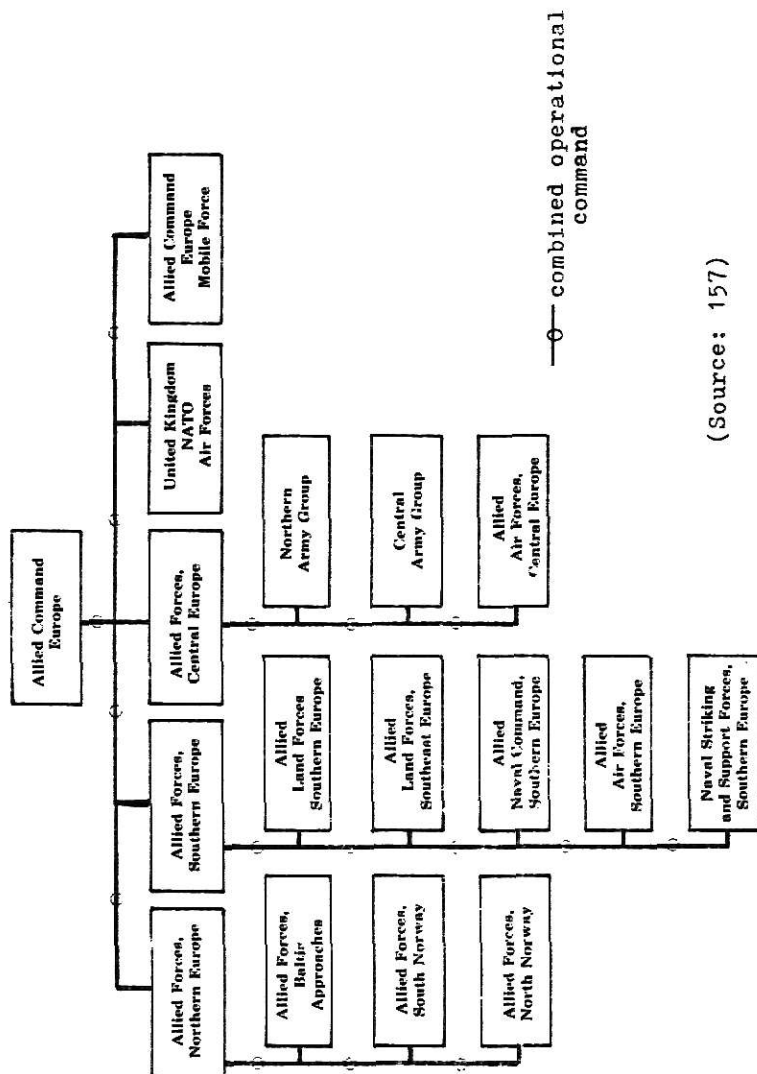 Allied Command
Europe
Allied Forces,
Northern Europe
Allied Forces,
Southern Europe
Allied Forces,
Central Europe
United Kingdom
NATO
Air Forces
Allied Command
Europe
Mobile Force
Allied Forces,
Baltic
Approaches
Allied Forces,
South Norway
Allied Forces,
North Norway
Allied
Land Forces
Southern Europe
Allied
Land Forces,
Southeast Europe
Allied
Naval Command,
Southern Europe
Allied
Air Forces,
Southern Europe
Naval Striking
and Support Forces,
Southern Europe
Northern
Army Group
Central
Army Group
Allied
Air Forces,
Central Europe
combined operational
command
(Source: 157)